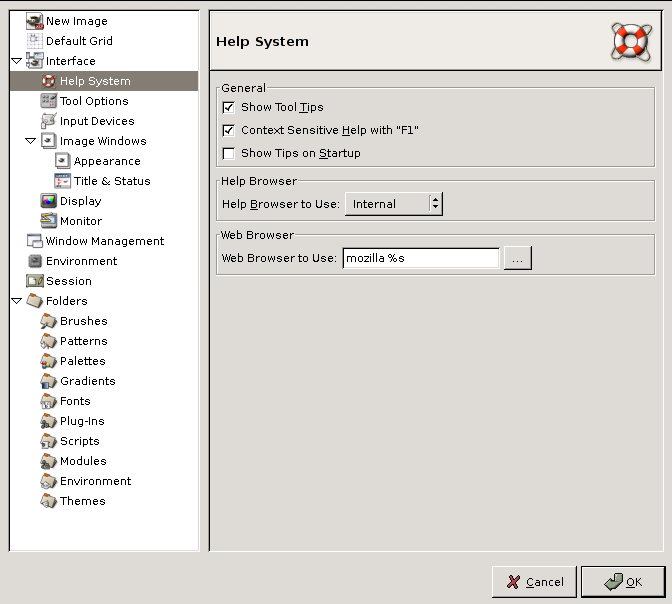 New Image
Default Grid
Interface
Help System
Tool Options
Input Devices
Image Windows
Appearance
Title & Status
Display
Monitor
Window Management
Environment
Session
Folders
Brushes
Patterns
Palettes
Gradients
Fonts
Plug-Ins
Scripts
Modules
Environment
Themes
Help System
General
Show Tool Tips
Context Sensitive Help with "F1"
Show Tips on Startup
Help Browser
Help Browser to Use: Internal
Web Browser
Web Browser to Use: mozilla %s ...
Cancel OK